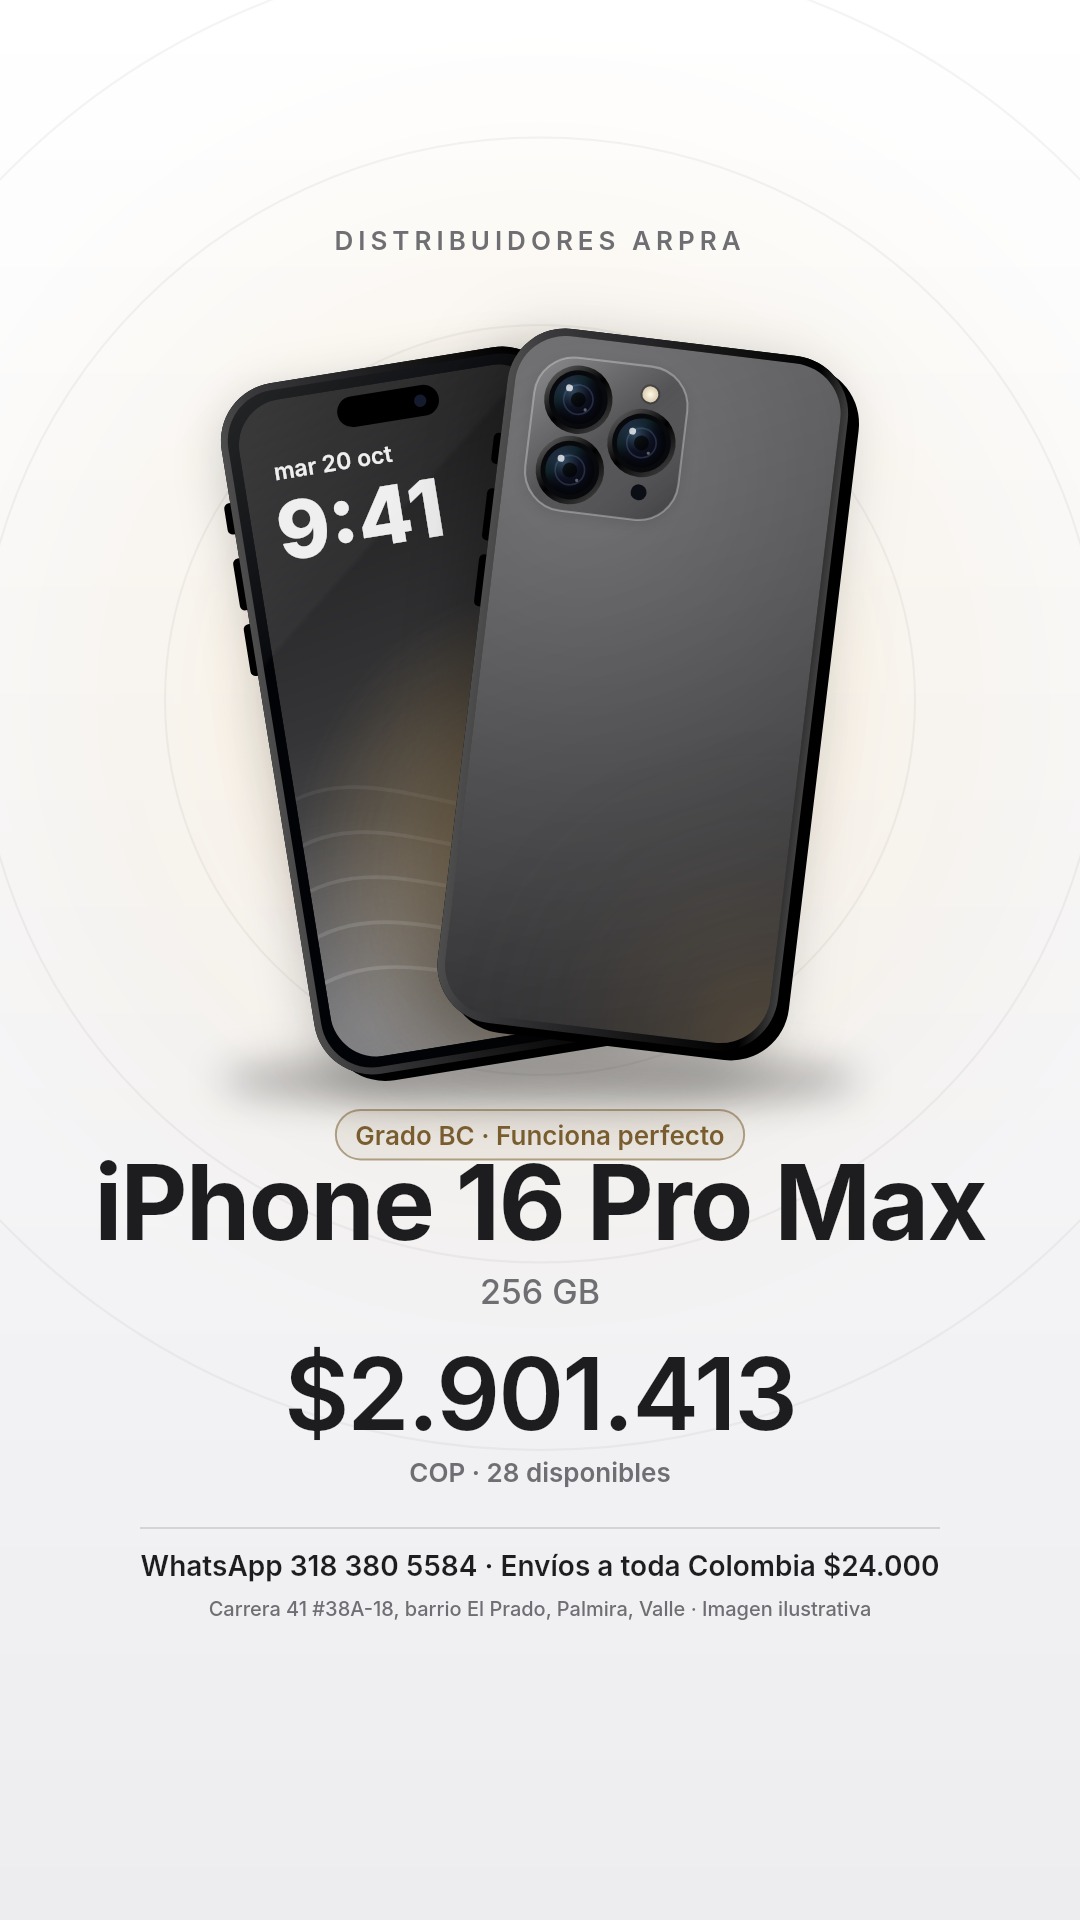 DISTRIBUIDORES ARPRA
mar 20 oct
9:41
Grado BC · Funciona perfecto
iPhone 16 Pro Max
256 GB
$2.901.413
COP · 28 disponibles
WhatsApp 318 380 5584 · Envíos a toda Colombia $24.000
Carrera 41 #38A-18, barrio El Prado, Palmira, Valle · Imagen ilustrativa